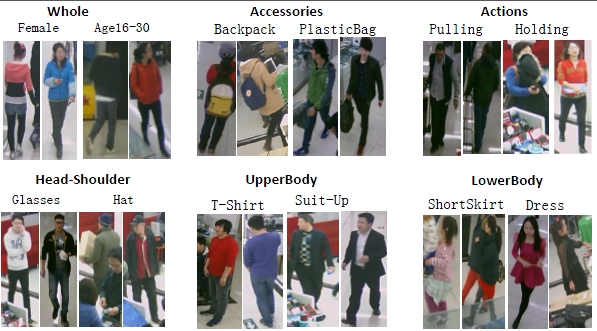 Whole
Accessories
Actions
Female
Age16-30
Backpack
PlasticBag
Pulling
Holding
Head-Shoulder
UpperBody
LowerBody
Glasses
Hat
T-Shirt
Suit-Up
ShortSkirt
Dress